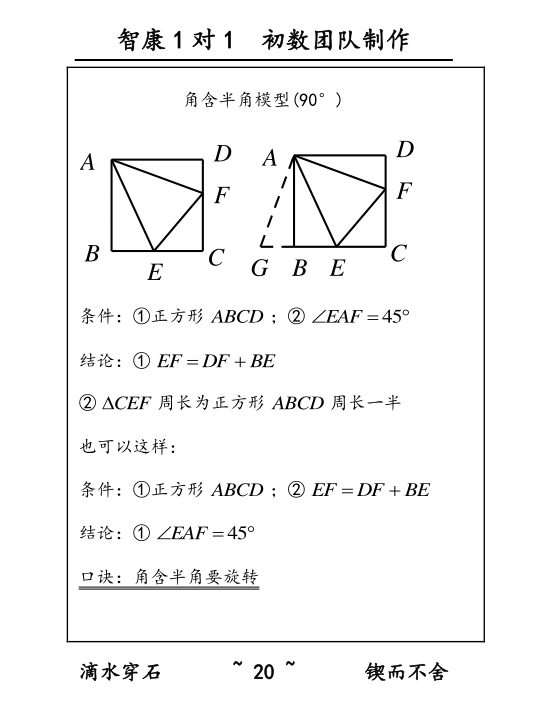 智康1对1 初数团队制作
角含半角模型(90°)
A D A D
F F
B E C G B E C
条件:①正方形 ABCD ;② ∠EAF = 45°
结论:① EF = DF + BE
② ΔCEF 周长为正方形 ABCD 周长一半
也可以这样:
条件:①正方形 ABCD ;② EF = DF + BE
结论:① ∠EAF = 45°
口诀:角含半角要旋转
滴水穿石 ~ 20 ~ 锲而不舍